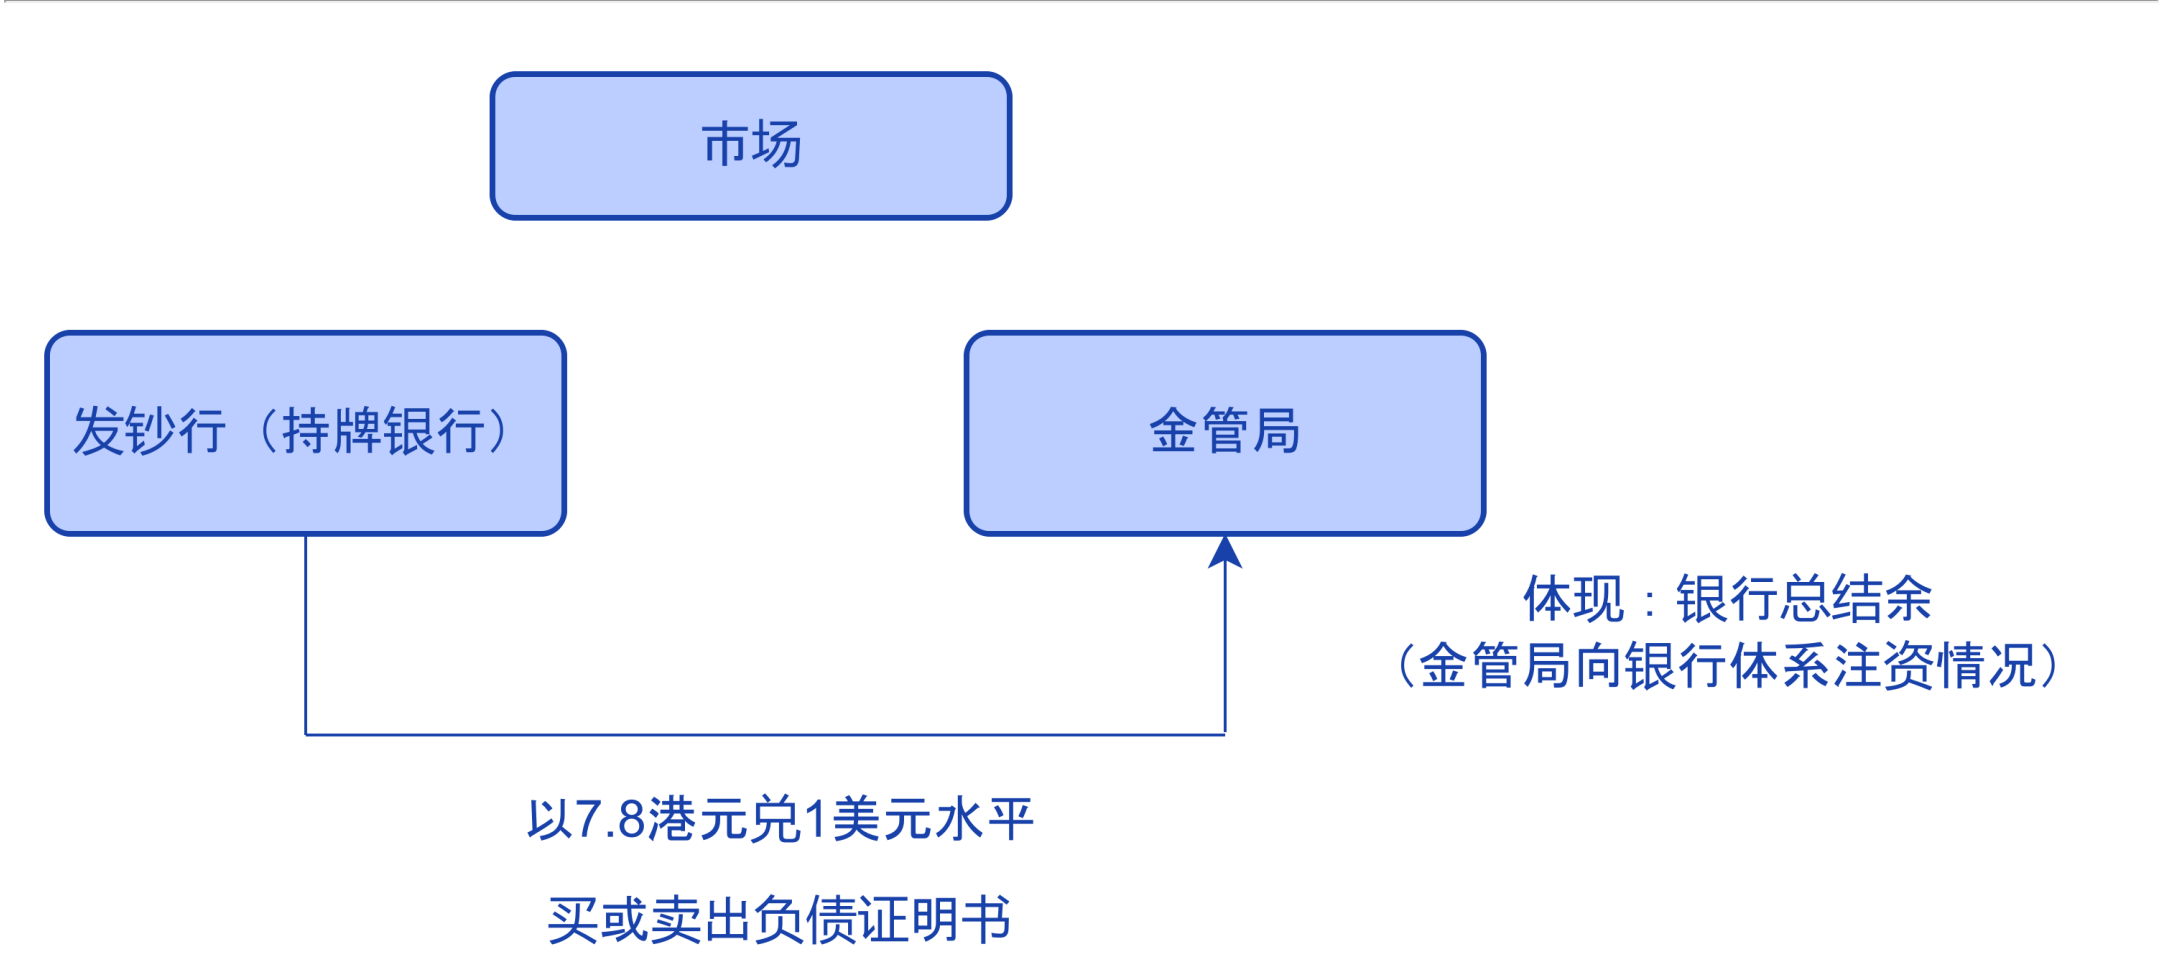 市场
发钞行（持牌银行）
金管局
体现：银行总结余
（金管局向银行体系注资情况）
以7.8港元兑1美元水平
买或卖出负债证明书